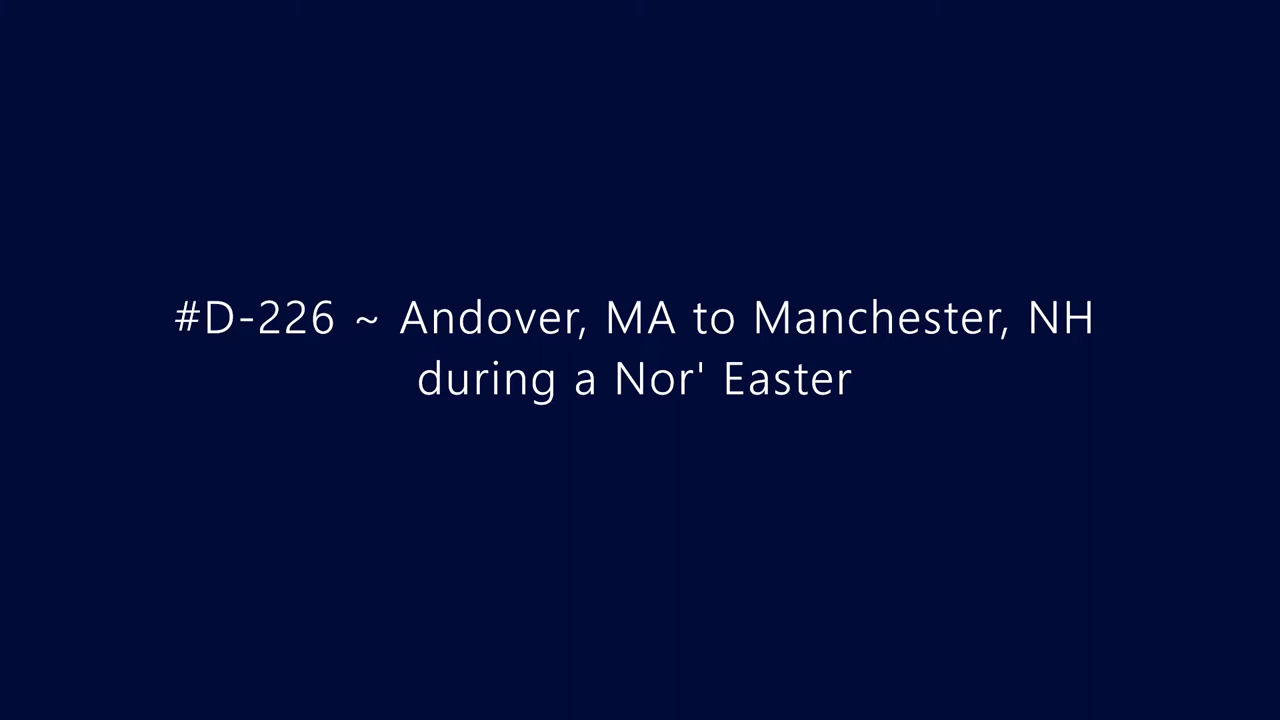 #D-226 ~ Andover, MA to Manchester, NH
during a Nor' Easter